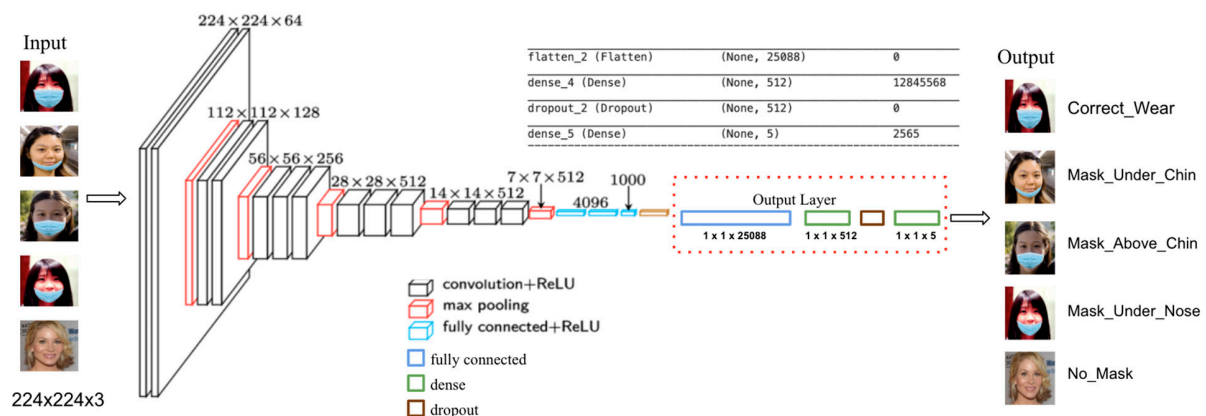 Input
224x224x3
224×224×64
112×112×128
56×56×256
28×28×512
14×14×512
7×7×512
4096
1000
flatten_2 (Flatten) (None, 25088) 0
dense_4 (Dense) (None, 512) 12845568
dropout_2 (Dropout) (None, 512) 0
dense_5 (Dense) (None, 5) 2565
Output Layer
1 x 1 x 25088
1 x 1 x 512
1 x 1 x 5
convolution+ReLU
max pooling
fully connected+ReLU
fully connected
dense
dropout
Output
Correct_Wear
Mask_Under_Chin
Mask_Above_Chin
Mask_Under_Nose
No_Mask